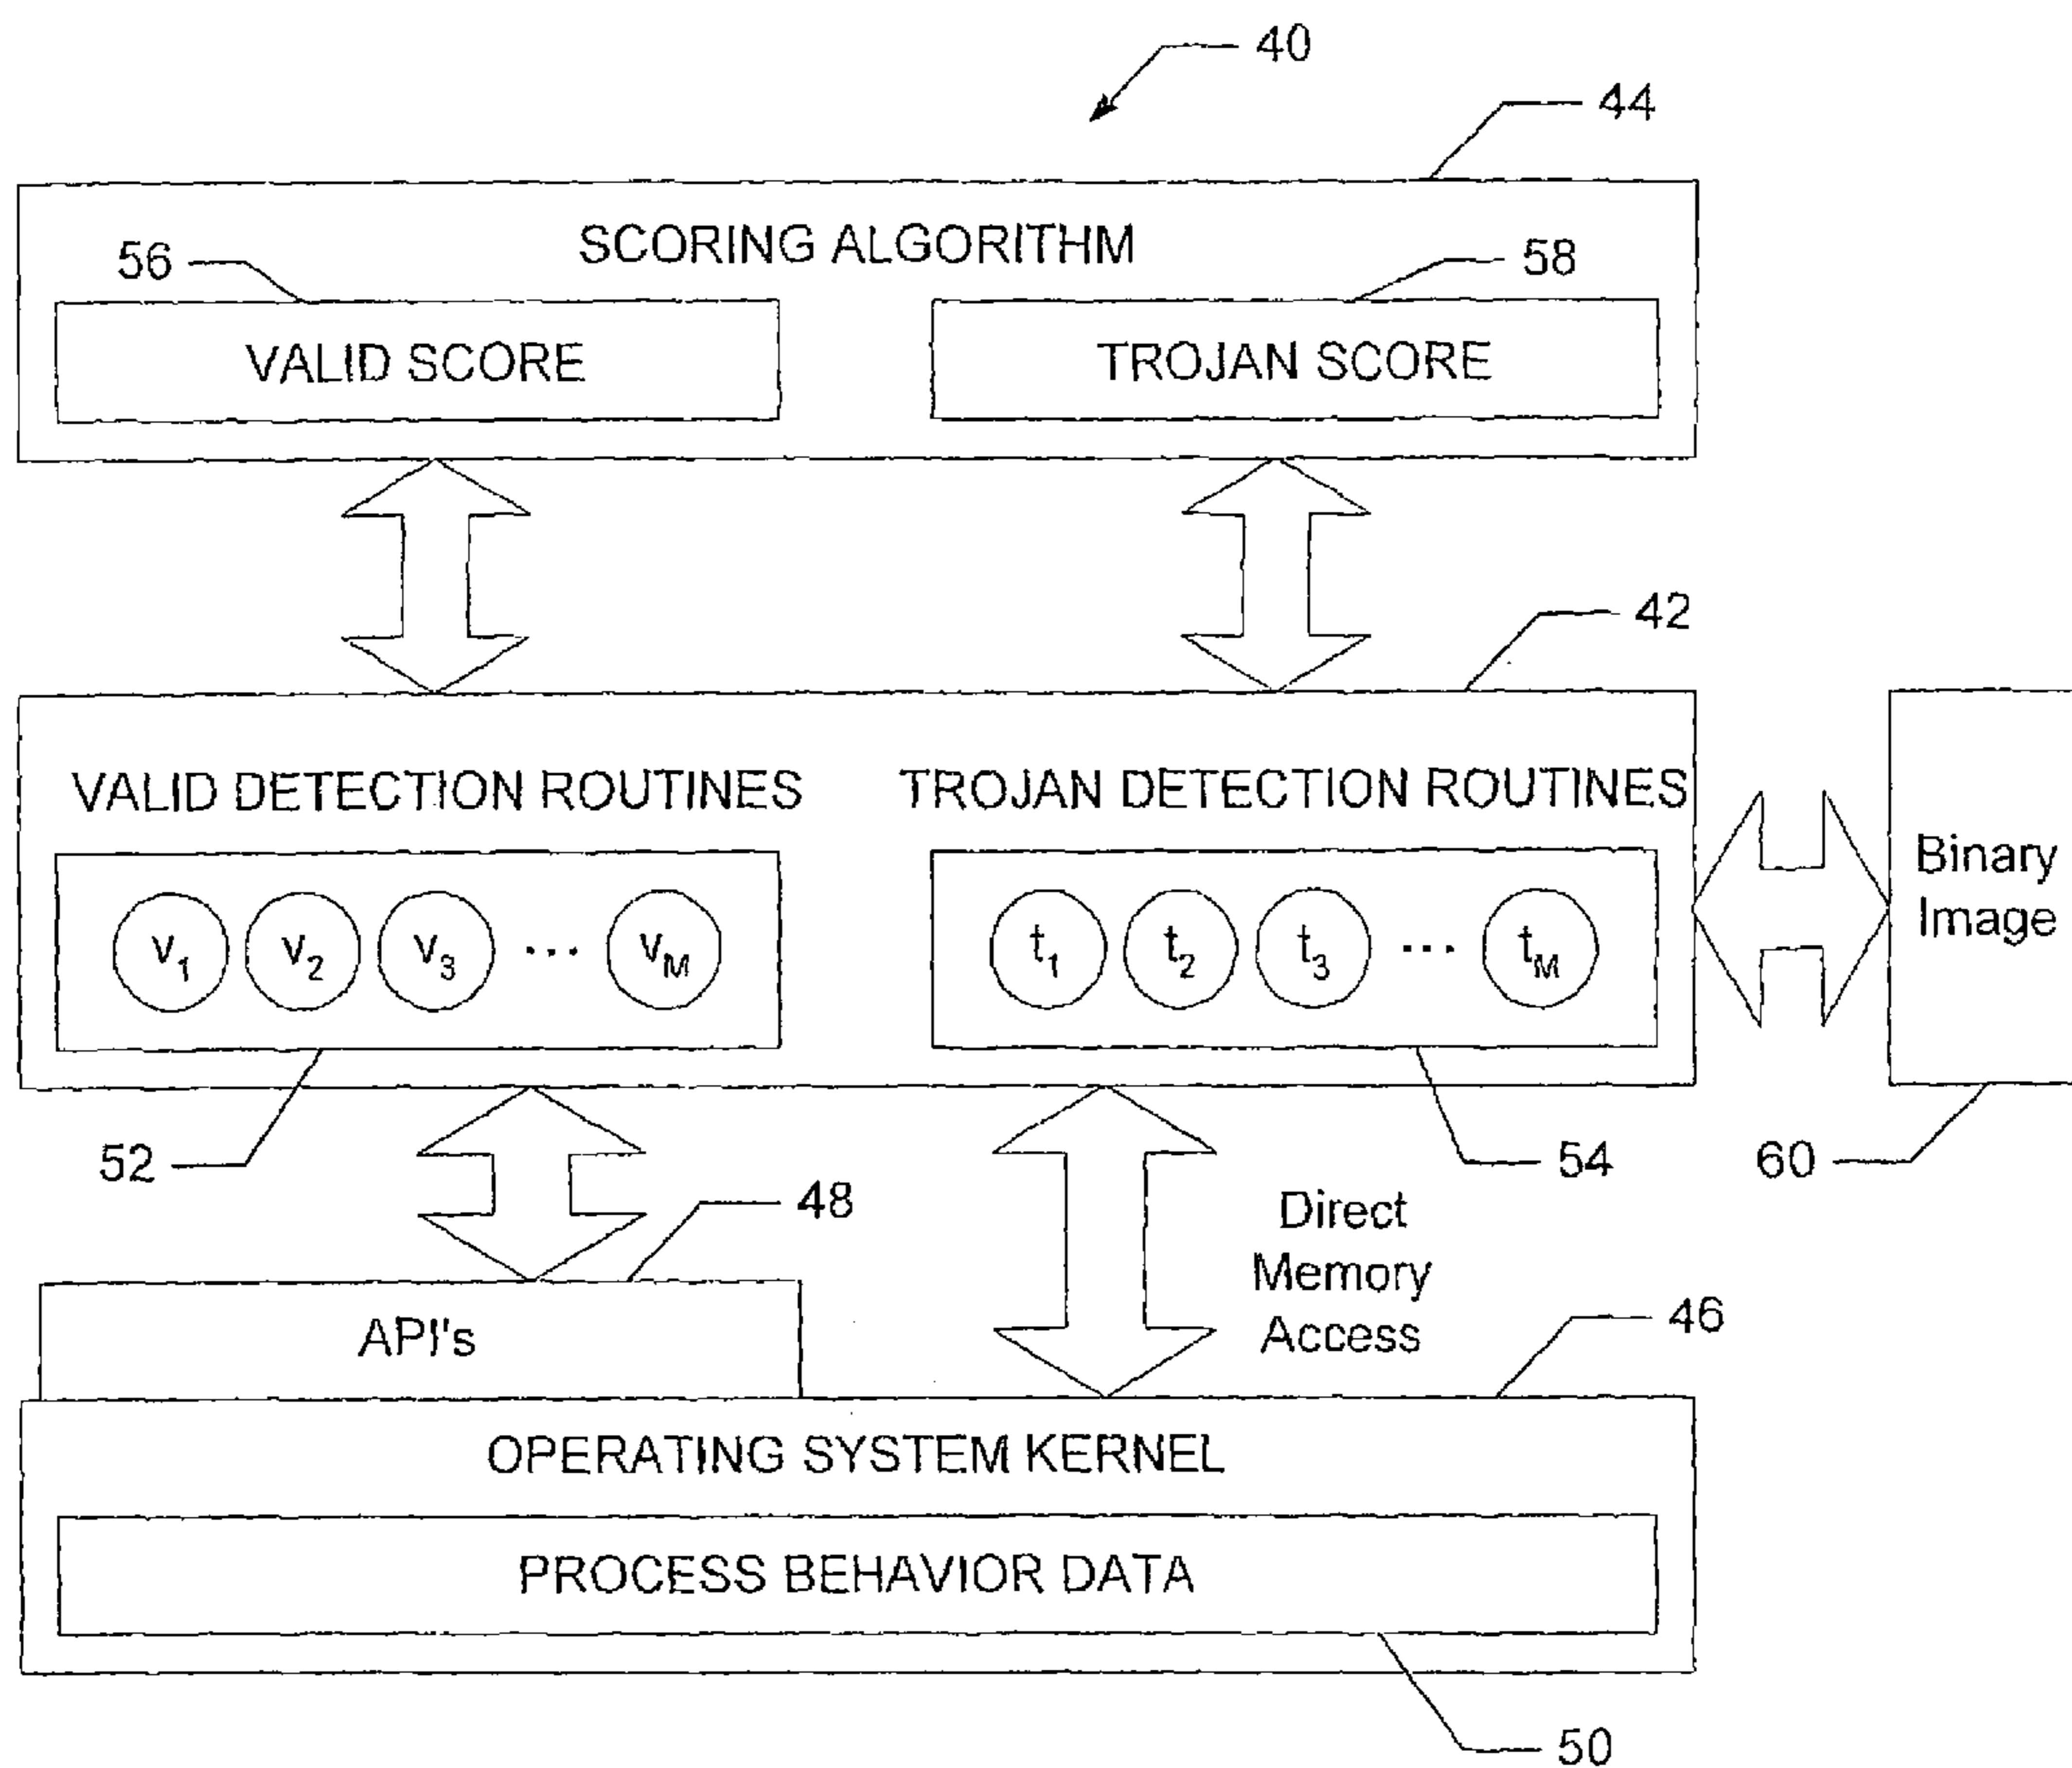 40
44
SCORING ALGORITHM
56
58
VALID SCORE
TROJAN SCORE
42
VALID DETECTION ROUTINES
TROJAN DETECTION ROUTINES
v1 v2 v3 ... vM
t1 t2 t3 ... tM
Binary
Image
52
54
60
48
Direct
Memory
Access
API's
46
OPERATING SYSTEM KERNEL
PROCESS BEHAVIOR DATA
50